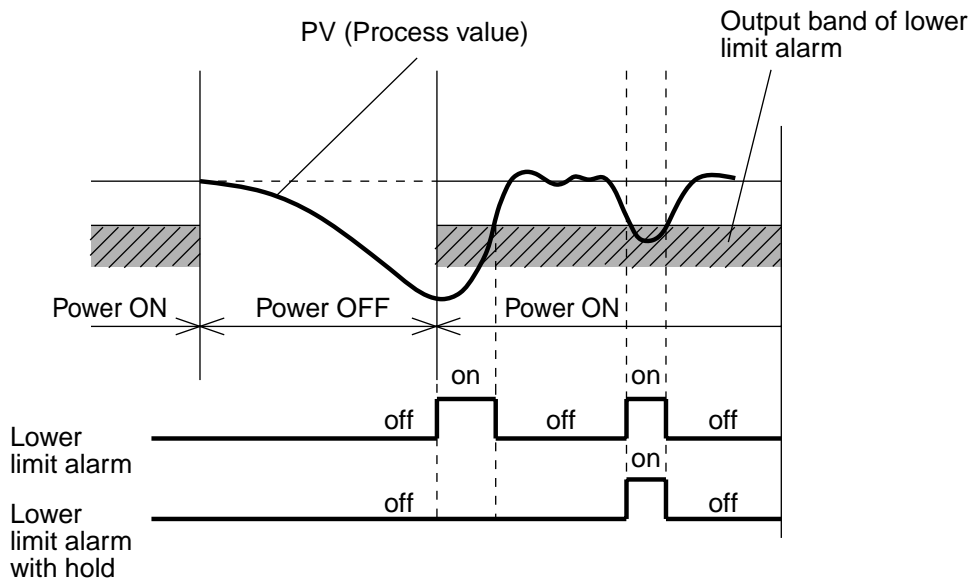 PV (Process value)
Output band of lower
limit alarm
Power ON
Power OFF
Power ON
on
on
off
off
off
Lower
limit alarm
on
off
off
Lower
limit alarm
with hold